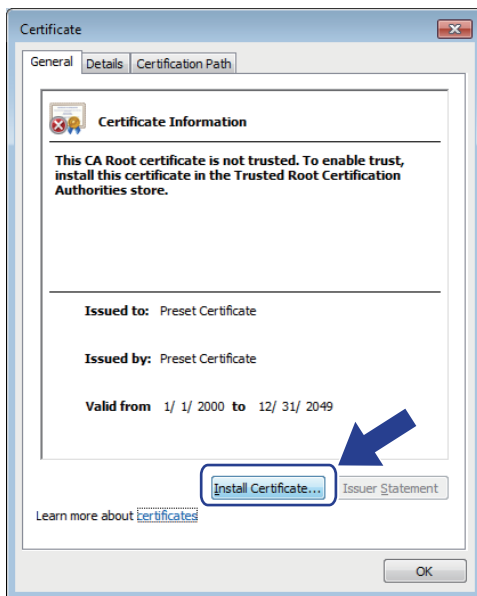 Certificate
General Details Certification Path
Certificate Information
This CA Root certificate is not trusted. To enable trust,
install this certificate in the Trusted Root Certification
Authorities store.
Issued to: Preset Certificate
Issued by: Preset Certificate
Valid from 1/ 1/ 2000 to 12/ 31/ 2049
Install Certificate... Issuer Statement
Learn more about certificates
OK